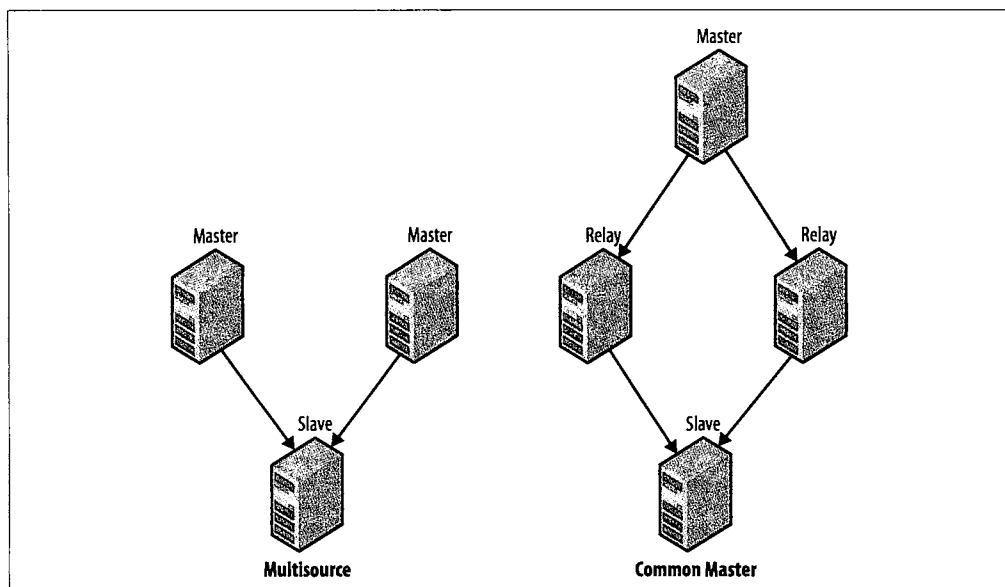 Master
Master
Master
Relay
Relay
Slave
Slave
Multisource
Common Master